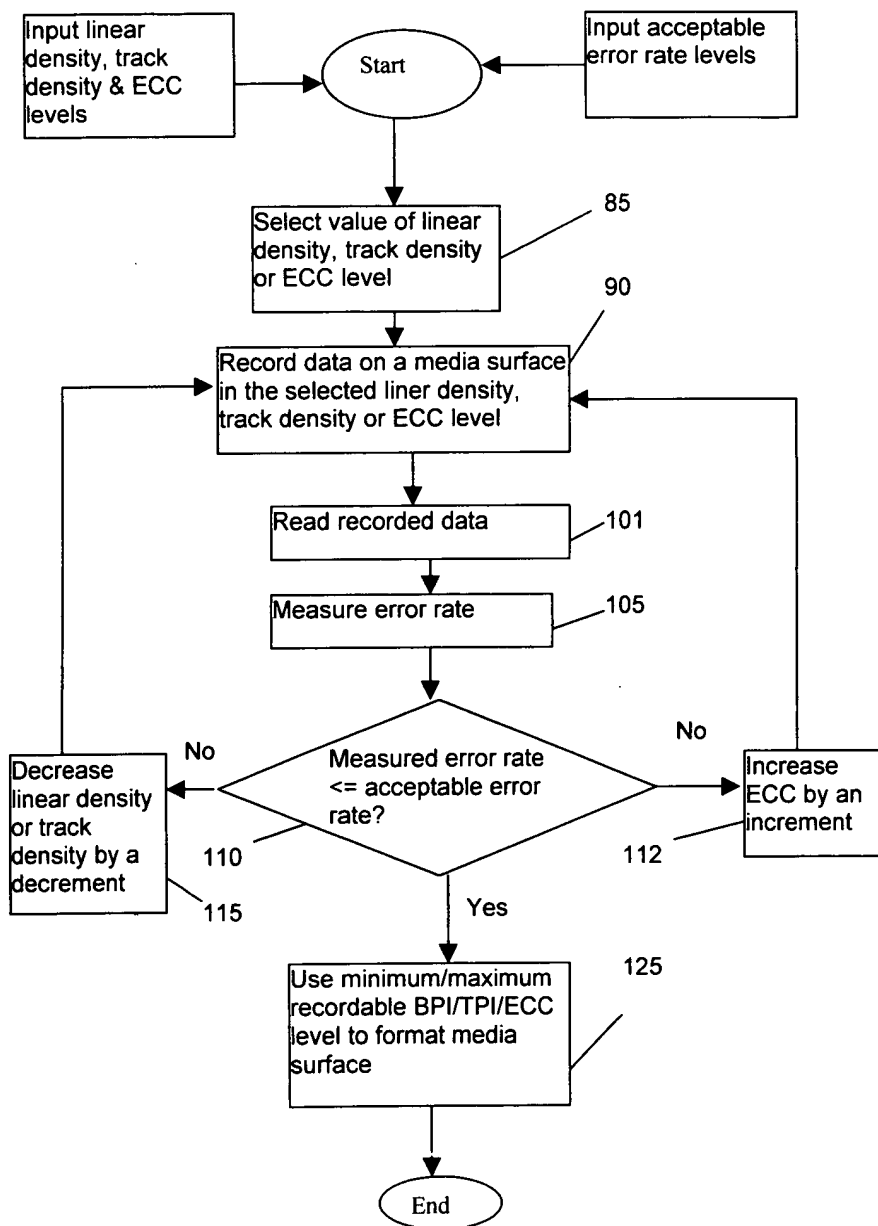 Input linear
density, track
density & ECC
levels
Start
Input acceptable
error rate levels
Select value of linear
density, track density
or ECC level
85
90
Record data on a media surface
in the selected liner density,
track density or ECC level
Read recorded data
101
Measure error rate
105
No
Measured error rate
<= acceptable error
rate?
No
Decrease
linear density
or track
density by a
decrement
110
115
Increase
ECC by an
increment
112
Yes
Use minimum/maximum
recordable BPI/TPI/ECC
level to format media
surface
125
End